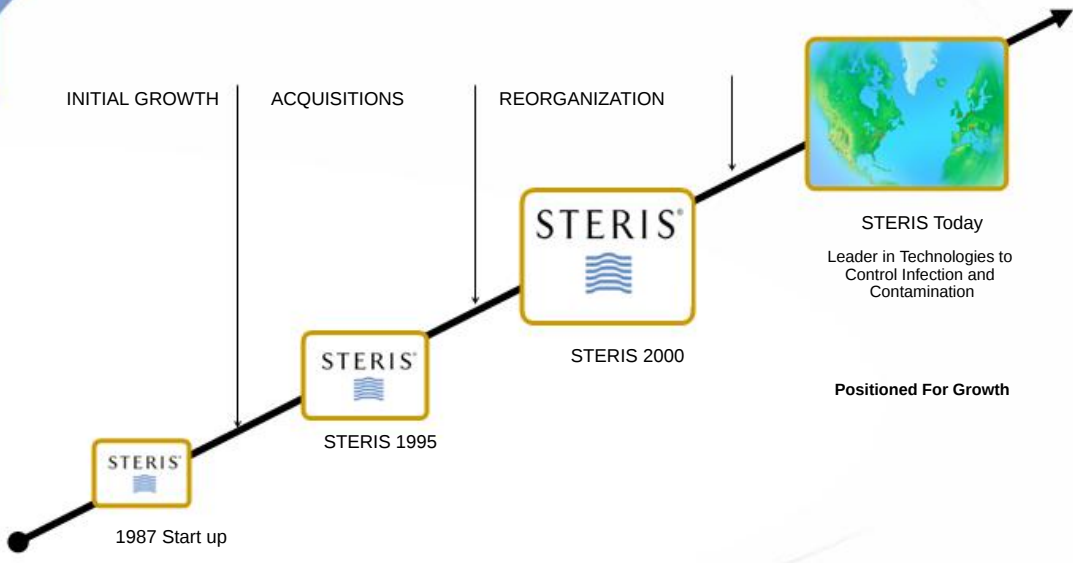 INITIAL GROWTH
ACQUISITIONS
REORGANIZATION
STERIS®
STERIS Today
Leader in Technologies to
Control Infection and
Contamination
STERIS 2000
STERIS®
Positioned For Growth
STERIS 1995
STERIS®
1987 Start up